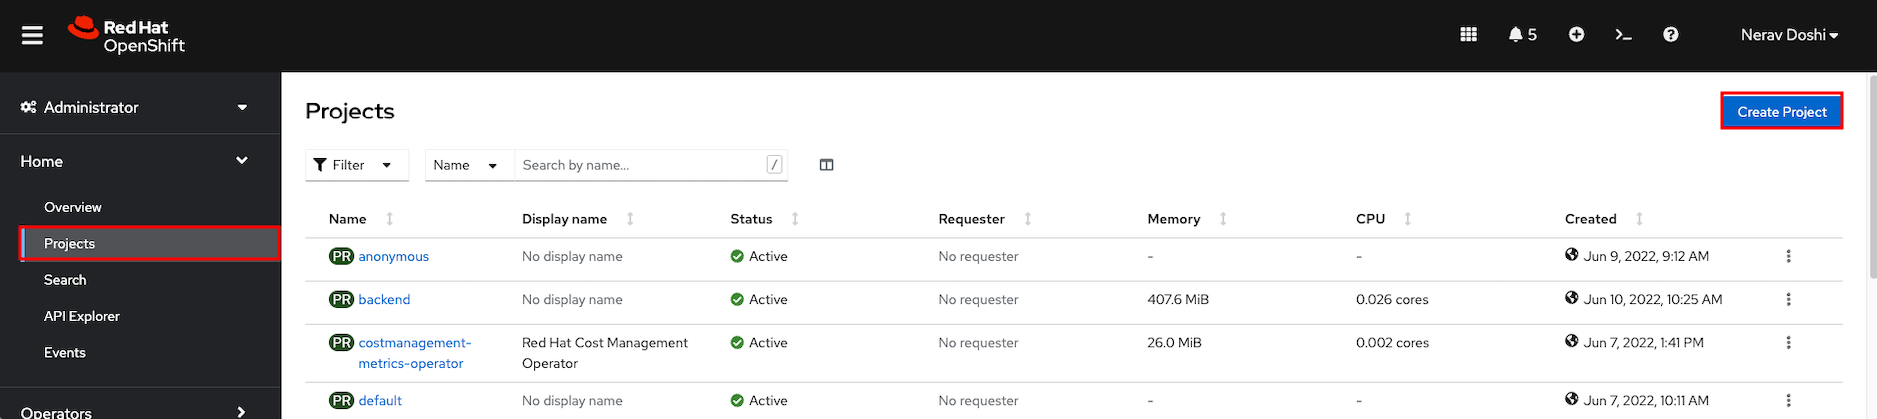 Red Hat
OpenShift
5
Nerav Doshi
Administrator
Home
Overview
Projects
Search
API Explorer
Events
Operators
Projects
Create Project
Filter
Name
Search by name...
/
Name Display name Status Requester Memory CPU Created
PR anonymous No display name Active No requester - - Jun 9, 2022, 9:12 AM
PR backend No display name Active No requester 407.6 MiB 0.026 cores Jun 10, 2022, 10:25 AM
PR costmanagement- Red Hat Cost Management Active No requester 26.0 MiB 0.002 cores Jun 7, 2022, 1:41 PM
metrics-operator Operator
PR default No display name Active No requester - - Jun 7, 2022, 10:11 AM